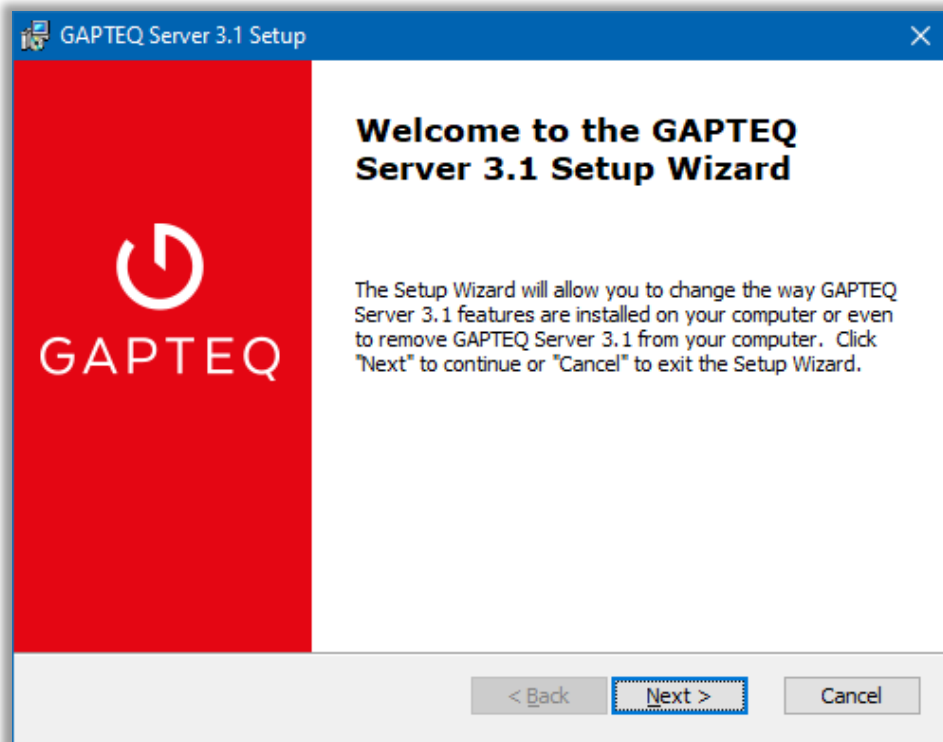 GAPTEQ Server 3.1 Setup
Welcome to the GAPTEQ
Server 3.1 Setup Wizard
GAPTEQ
The Setup Wizard will allow you to change the way GAPTEQ
Server 3.1 features are installed on your computer or even
to remove GAPTEQ Server 3.1 from your computer.  Click
"Next" to continue or "Cancel" to exit the Setup Wizard.
< Back
Next >
Cancel